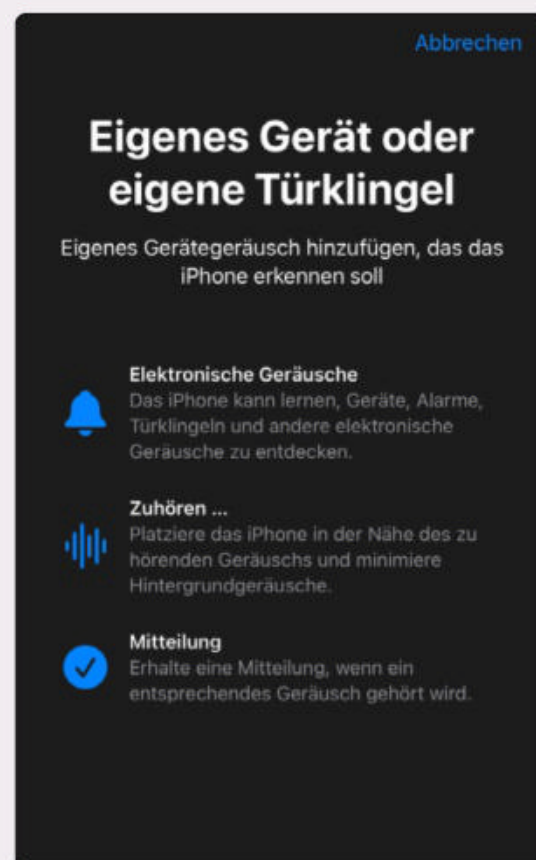 Abbrechen
Eigenes Gerät oder
eigene Türklingel
Eigenes Gerätegeräusch hinzufügen, das das
iPhone erkennen soll
Elektronische Geräusche
Das iPhone kann lernen, Geräte, Alarme,
Türklingeln und andere elektronische
Geräusche zu entdecken.
Zuhören ...
Platziere das iPhone in der Nähe des zu
hörenden Geräuschs und minimiere
Hintergrundgeräusche.
Mitteilung
Erhalte eine Mitteilung, wenn ein
entsprechendes Geräusch gehört wird.